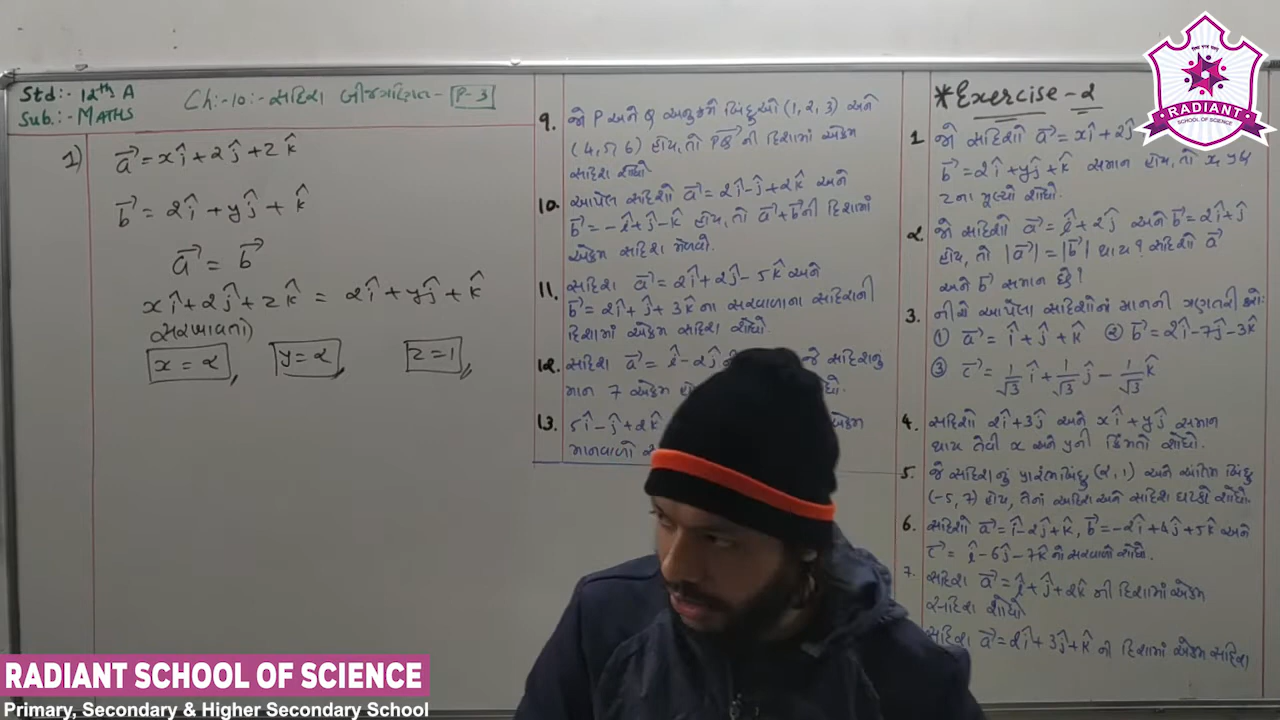 Std:- 12th A
Sub:- MATHS
Ch:-10:- સદિશ બીજગણિત - P-3
1) a⃗ = xî + 2ĵ + zk̂
b⃗ = 2î + yĵ + k̂
a⃗ = b⃗
xî + 2ĵ + zk̂ = 2î + yĵ + k̂
સરખાવતાં
x = 2, y = 2, z = 1,
9. જો P અને Q અનુક્રમે બિંદુઓ (1, 2, 3) અને
(4, 5, 6) હોય, તો PQ⃗ ની દિશામાં એકમ
સદિશ શોધો
10. આપેલ સદિશો a⃗ = 2î - ĵ + 2k̂ અને
b⃗ = -î + ĵ - k̂ હોય, તો a⃗ + b⃗ ની દિશામાં
એકમ સદિશ મેળવો.
11. સદિશ a⃗ = 2î + 2ĵ - 5k̂ અને
b⃗ = 2î + ĵ + 3k̂ ના સરવાળાના સદિશની
દિશામાં એકમ સદિશ શોધો.
12. સદિશ a⃗ = î - 2ĵ જે સદિશનું
માન 7 એકમ
13. 5î - ĵ + 2k̂ એકમ
માનવાળો
*Exercise - 2
1 જો સદિશો a⃗ = xî + 2ĵ
b⃗ = 2î + yĵ + k̂ સમાન હોય, તો x, y અને
zના મૂલ્યો શોધો.
2. જો સદિશો a⃗ = î + 2ĵ અને b⃗ = 2î + ĵ
હોય, તો |a⃗| = |b⃗| થાય? સદિશો a⃗
અને b⃗ સમાન છે?
3. નીચે આપેલા સદિશોનાં માનની ગણતરી કરો:
① a⃗ = î + ĵ + k̂ ② b⃗ = 2î - 7ĵ - 3k̂
③ c⃗ = 1/√3 î + 1/√3 ĵ - 1/√3 k̂
4. સદિશો 2î + 3ĵ અને xî + yĵ સમાન
થાય તેવી x અને yની કિંમતો શોધો.
5. જે સદિશનું પ્રારંભબિંદુ (2, 1) અને અંતિમ બિંદુ
(-5, 7) હોય, તેનાં અદિશ અને સદિશ ઘટકો શોધો.
6. સદિશો a⃗ = î - 2ĵ + k̂, b⃗ = -2î + 4ĵ + 5k̂ અને
c⃗ = î - 6ĵ - 7k̂ નો સરવાળો શોધો.
7. સદિશ a⃗ = î + ĵ + 2k̂ ની દિશામાં એકમ
સદિશ શોધો
સદિશ a⃗ = 2î + 3ĵ + k̂ ની દિશામાં એકમ સદિશ
RADIANT
SCHOOL OF SCIENCE
RADIANT SCHOOL OF SCIENCE
Primary, Secondary & Higher Secondary School